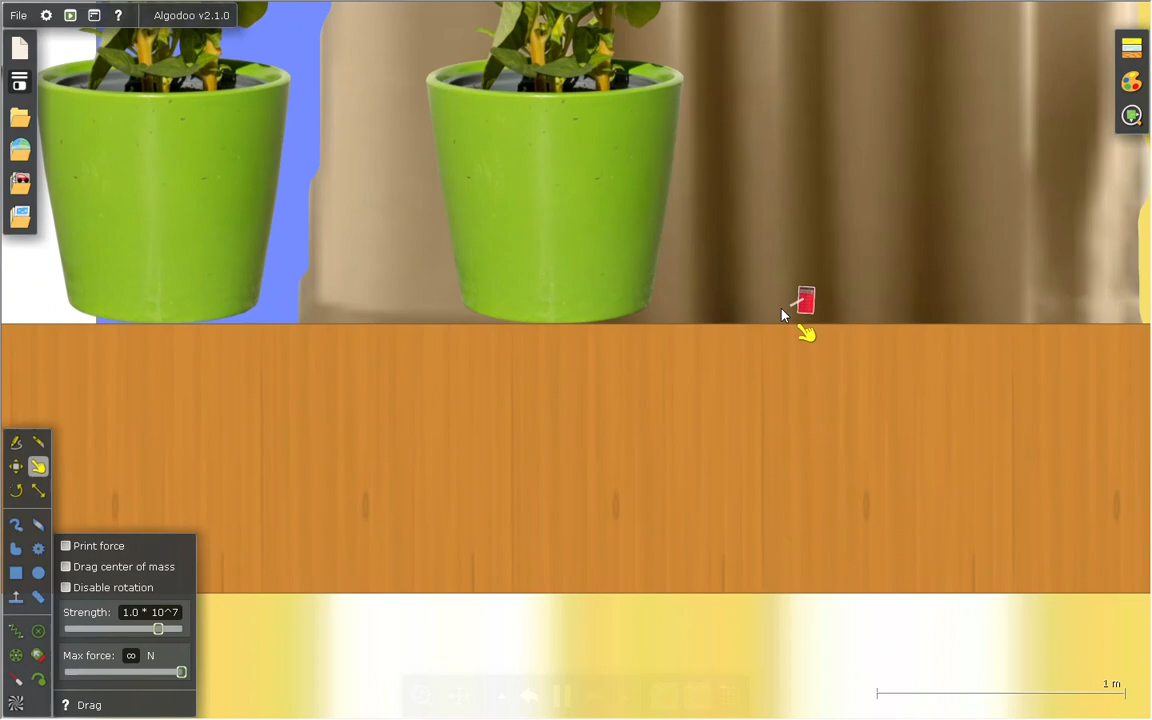 File ? Algodoo v2.1.0
Print force
Drag center of mass
Disable rotation
Strength: 1.0 * 10^7
Max force: ∞ N
1 m
? Drag